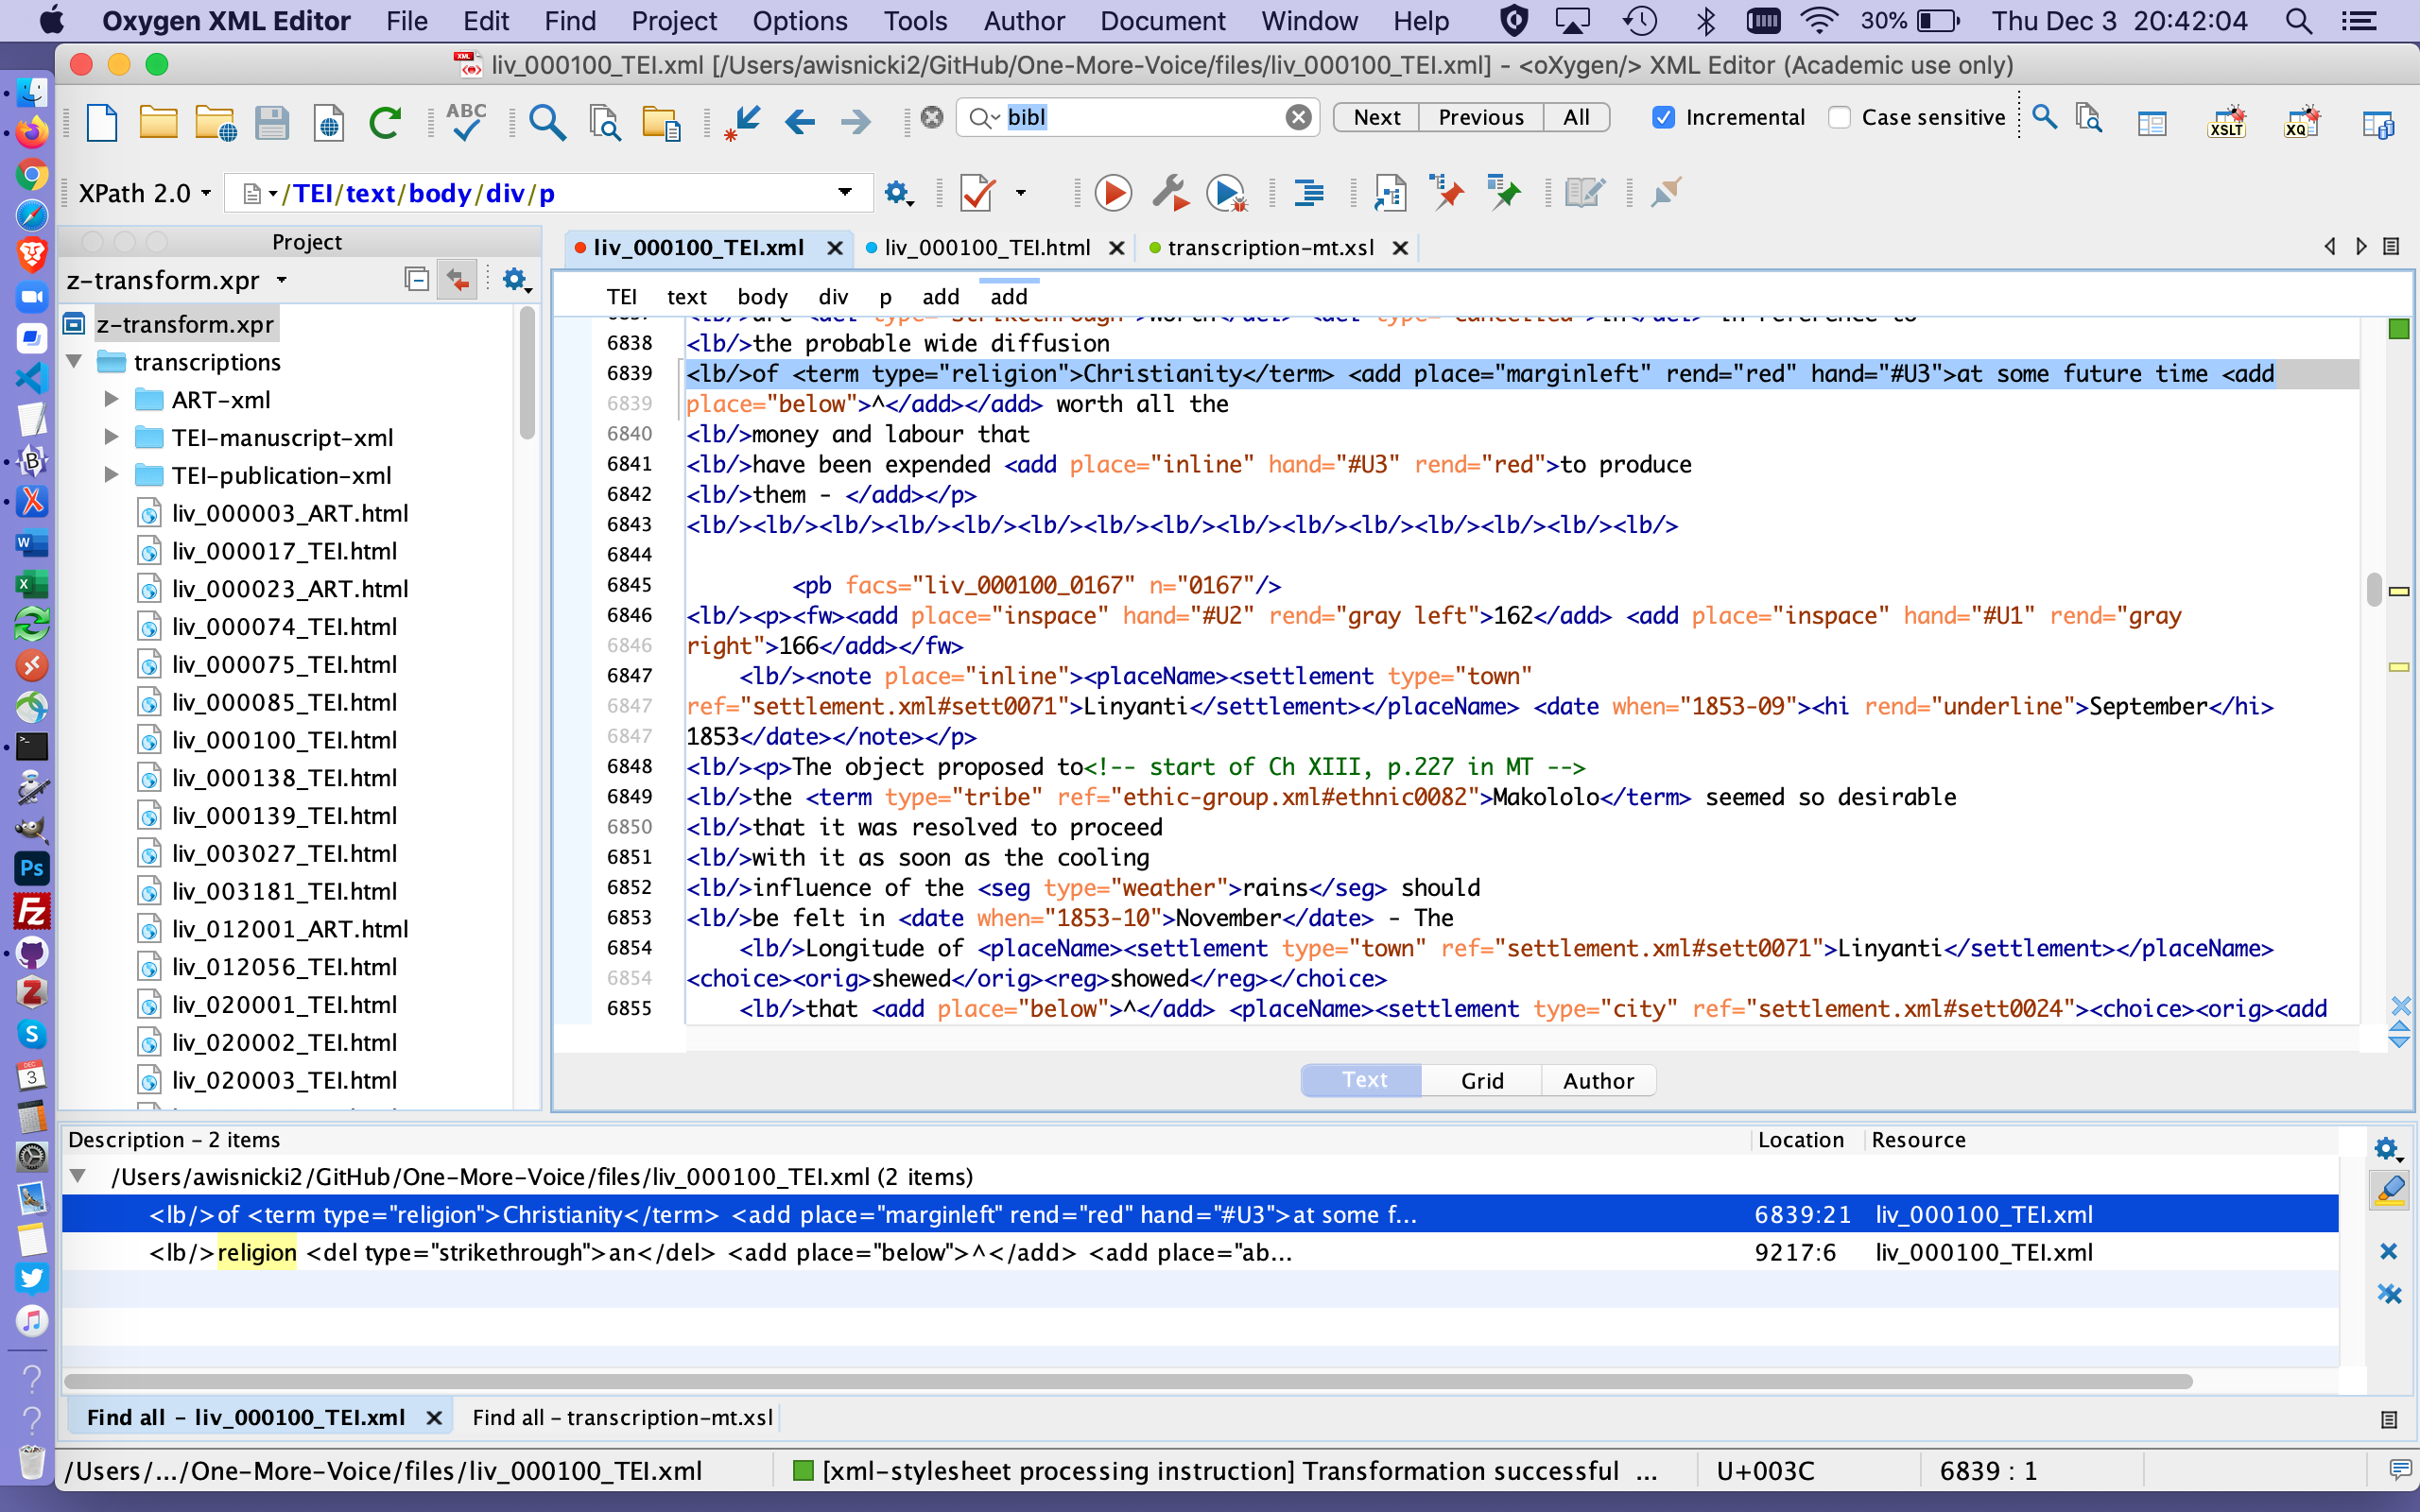 Oxygen XML Editor File Edit Find Project Options Tools Author Document Window Help 30% Thu Dec 3 20:42:04
liv_000100_TEI.xml [/Users/awisnicki2/GitHub/One-More-Voice/files/liv_000100_TEI.xml] - <oXygen/> XML Editor (Academic use only)
ABC bibl Next Previous All Incremental Case sensitive XSLT XQ
XPath 2.0 /TEI/text/body/div/p
Project
liv_000100_TEI.xml liv_000100_TEI.html transcription-mt.xsl
z-transform.xpr
TEI text body div p add add
z-transform.xpr
transcriptions
ART-xml
TEI-manuscript-xml
TEI-publication-xml
liv_000003_ART.html
liv_000017_TEI.html
liv_000023_ART.html
liv_000074_TEI.html
liv_000075_TEI.html
liv_000085_TEI.html
liv_000100_TEI.html
liv_000138_TEI.html
liv_000139_TEI.html
liv_003027_TEI.html
liv_003181_TEI.html
liv_012001_ART.html
liv_012056_TEI.html
liv_020001_TEI.html
liv_020002_TEI.html
liv_020003_TEI.html
6837 <lb/>are <del type="strikethrough">worth</del> <del type="cancelled">in</del> in reference to
6838 <lb/>the probable wide diffusion
6839 <lb/>of <term type="religion">Christianity</term> <add place="marginleft" rend="red" hand="#U3">at some future time <add
6839 place="below">^</add></add> worth all the
6840 <lb/>money and labour that
6841 <lb/>have been expended <add place="inline" hand="#U3" rend="red">to produce
6842 <lb/>them - </add></p>
6843 <lb/><lb/><lb/><lb/><lb/><lb/><lb/><lb/><lb/><lb/><lb/><lb/><lb/><lb/><lb/>
6844
6845 <pb facs="liv_000100_0167" n="0167"/>
6846 <lb/><p><fw><add place="inspace" hand="#U2" rend="gray left">162</add> <add place="inspace" hand="#U1" rend="gray
6846 right">166</add></fw>
6847 <lb/><note place="inline"><placeName><settlement type="town"
6847 ref="settlement.xml#sett0071">Linyanti</settlement></placeName> <date when="1853-09"><hi rend="underline">September</hi>
6847 1853</date></note></p>
6848 <lb/><p>The object proposed to<!-- start of Ch XIII, p.227 in MT -->
6849 <lb/>the <term type="tribe" ref="ethic-group.xml#ethnic0082">Makololo</term> seemed so desirable
6850 <lb/>that it was resolved to proceed
6851 <lb/>with it as soon as the cooling
6852 <lb/>influence of the <seg type="weather">rains</seg> should
6853 <lb/>be felt in <date when="1853-10">November</date> - The
6854 <lb/>Longitude of <placeName><settlement type="town" ref="settlement.xml#sett0071">Linyanti</settlement></placeName>
6854 <choice><orig>shewed</orig><reg>showed</reg></choice>
6855 <lb/>that <add place="below">^</add> <placeName><settlement type="city" ref="settlement.xml#sett0024"><choice><orig><add
Text Grid Author
Description - 2 items Location Resource
/Users/awisnicki2/GitHub/One-More-Voice/files/liv_000100_TEI.xml (2 items)
<lb/>of <term type="religion">Christianity</term> <add place="marginleft" rend="red" hand="#U3">at some f... 6839:21 liv_000100_TEI.xml
<lb/>religion <del type="strikethrough">an</del> <add place="below">^</add> <add place="ab... 9217:6 liv_000100_TEI.xml
Find all - liv_000100_TEI.xml Find all - transcription-mt.xsl
/Users/.../One-More-Voice/files/liv_000100_TEI.xml [xml-stylesheet processing instruction] Transformation successful ... U+003C 6839 : 1